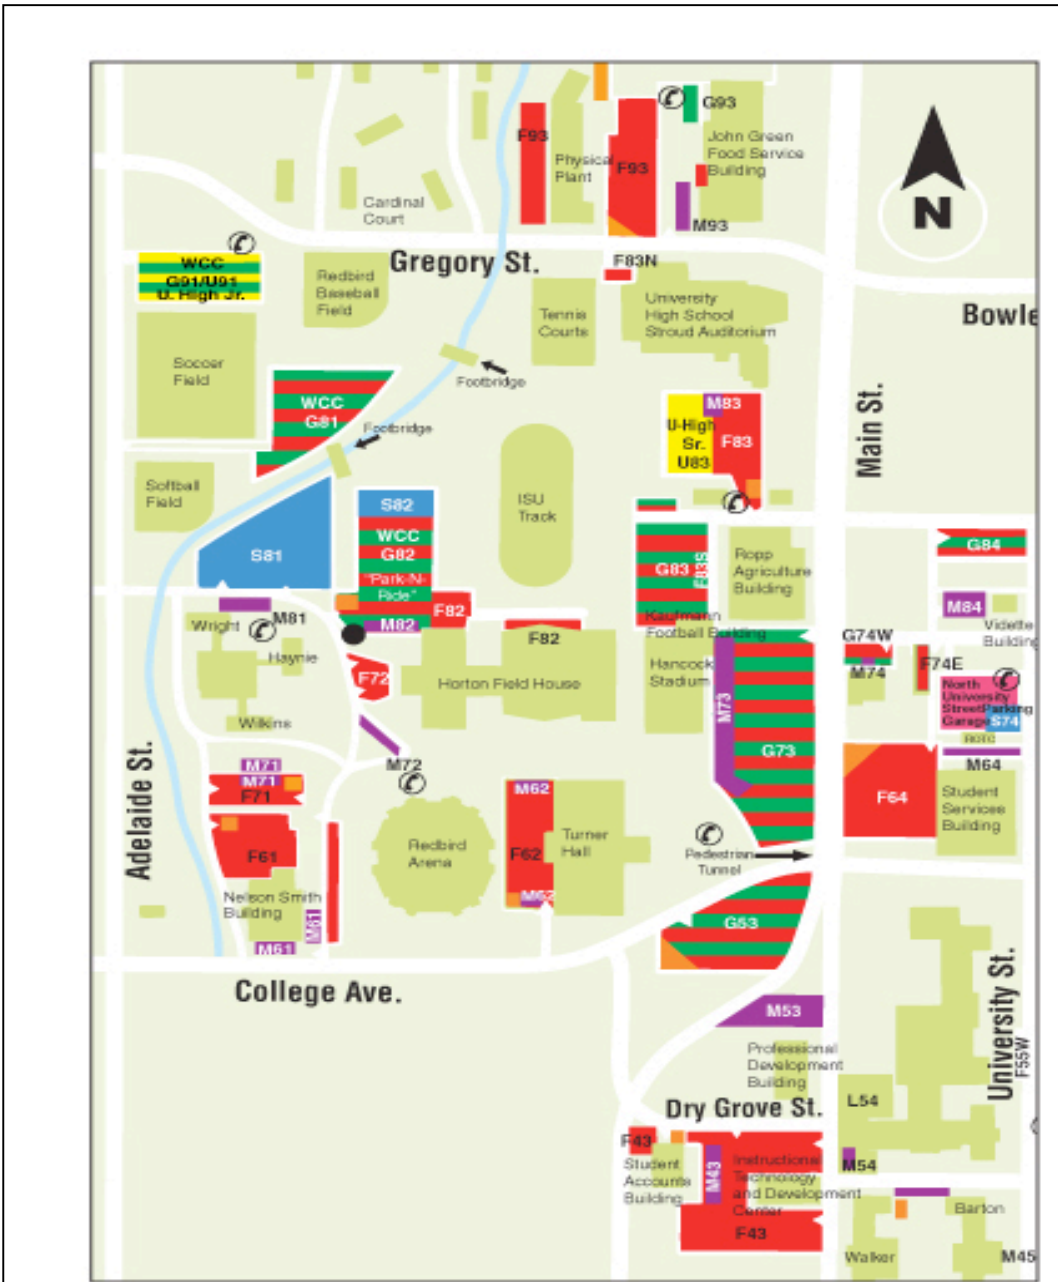 F93
Physical
Plant
F93
G93
John Green
Food Service
Building
M93
N
Cardinal
Court
Gregory St.
F83N
WCC
G91/U91
U. High Jr.
Redbird
Baseball
Field
Tennis
Courts
University
High School
Stroud Auditorium
Bowle
Soccer
Field
Footbridge
WCC
G81
Footbridge
M83
U-High
Sr.
U83
F83
Main St.
Softball
Field
S82
ISU
Track
WCC
G82
"Park-N-
Ride"
S81
G83
F83S
Ropp
Agriculture
Building
G84
M81
Wright
Haynie
Wilkins
M82
F82
F82
Kaufmann
Football Building
G74W
M74
F74E
M84
Vidette
Building
F72
Horton Field House
Hancock
Stadium
M73
G73
North
University
Street Parking
Garage
S74
ROTC
M64
M72
Adelaide St.
M71
M71
F71
F61
Nelson Smith
Building
M61
M61
Redbird
Arena
M62
F62
M62
Turner
Hall
Pedestrian
Tunnel
F64
Student
Services
Building
G53
College Ave.
M53
Professional
Development
Building
University St.
F55W
Dry Grove St.
L54
F43
Student
Accounts
Building
M43
Instructional
Technology
and Development
Center
F43
M54
Barton
Walker
M45